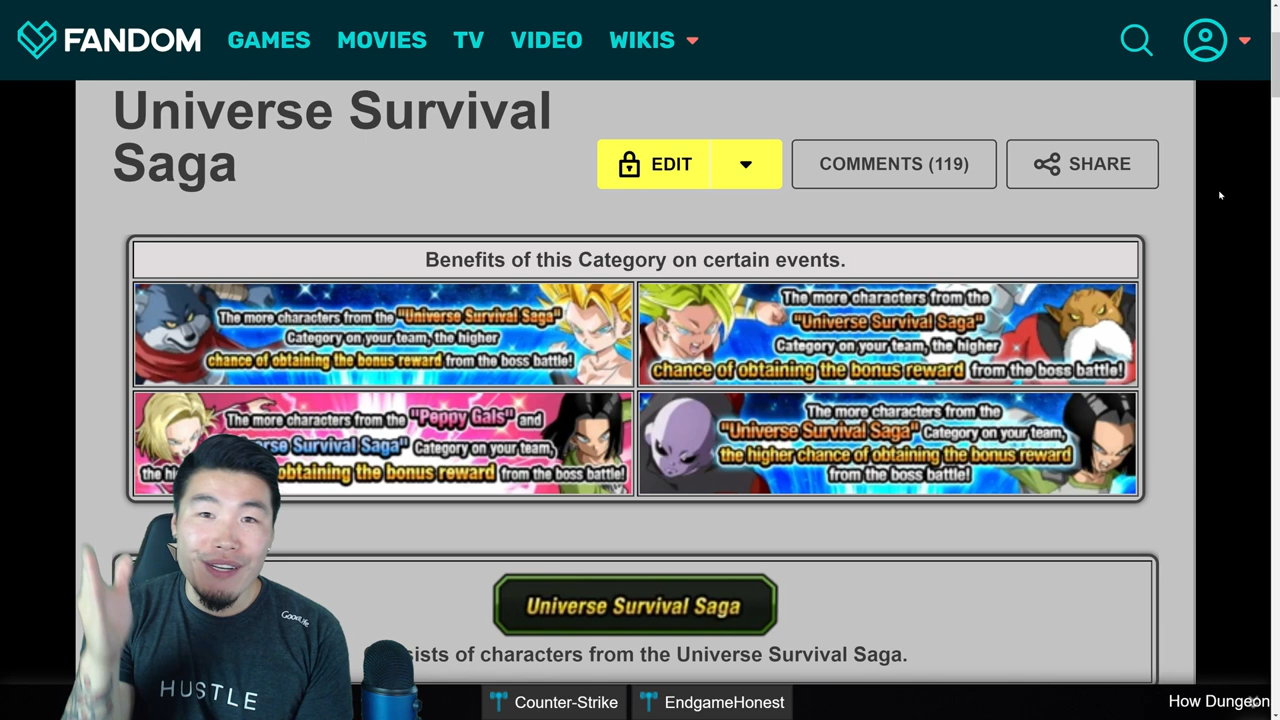 FANDOM GAMES MOVIES TV VIDEO WIKIS
Universe Survival
Saga
EDIT
COMMENTS (119)
SHARE
Benefits of this Category on certain events.
The more characters from the "Universe Survival Saga"
Category on your team, the higher
chance of obtaining the bonus reward from the boss battle!
The more characters from the
"Universe Survival Saga"
Category on your team, the higher
chance of obtaining the bonus reward from the boss battle!
The more characters from the "Peppy Gals" and
Survival Saga" Category on your team,
obtaining the bonus reward from the boss battle!
The more characters from the
"Universe Survival Saga" Category on your team,
the higher chance of obtaining the bonus reward
from the boss battle!
Universe Survival Saga
of characters from the Universe Survival Saga.
GoodLife
HUSTLE
Counter-Strike
EndgameHonest
How Dungeon